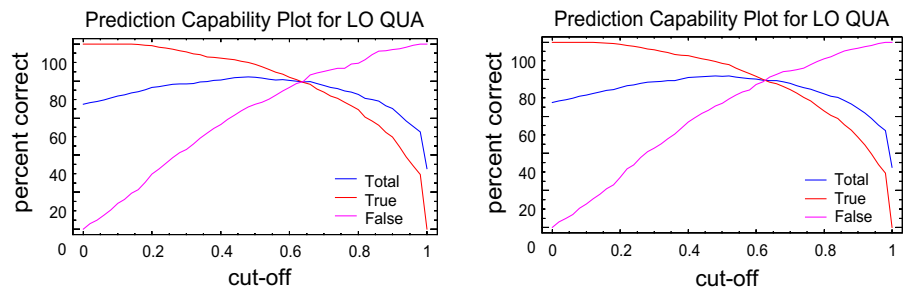 Prediction Capability Plot for LO QUA
percent correct
100
80
60
40
20
0
Total
True
False
0 0.2 0.4 0.6 0.8 1
cut-off
Prediction Capability Plot for LO QUA
percent correct
100
80
60
40
20
0
Total
True
False
0 0.2 0.4 0.6 0.8 1
cut-off